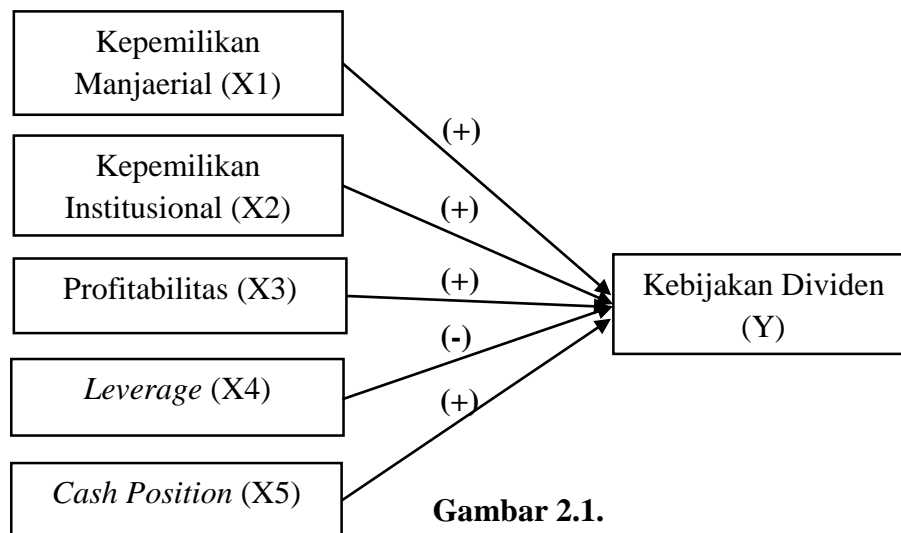 Kepemilikan
Manjaerial (X1)
(+)
Kepemilikan
Institusional (X2)
(+)
Profitabilitas (X3)
(+)
Kebijakan Dividen
(Y)
(-)
Leverage (X4)
(+)
Cash Position (X5)
Gambar 2.1.